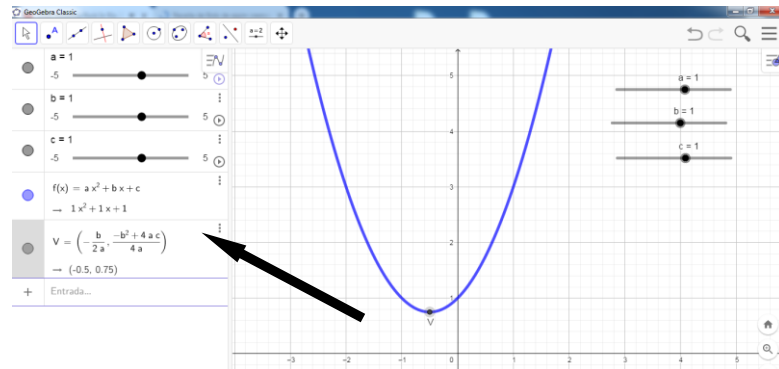 GeoGebra Classic
A
a=2
a = 1
-5 5
b = 1
-5 5
c = 1
-5 5
f(x) = a x² + b x + c
→ 1 x² + 1 x + 1
V = (-b/2 a, -b² + 4 a c/4 a)
→ (-0.5, 0.75)
+ Entrada...
5
4
3
2
1
0
-3 -2 -1 0 1 2 3 4 5
V
a = 1
b = 1
c = 1